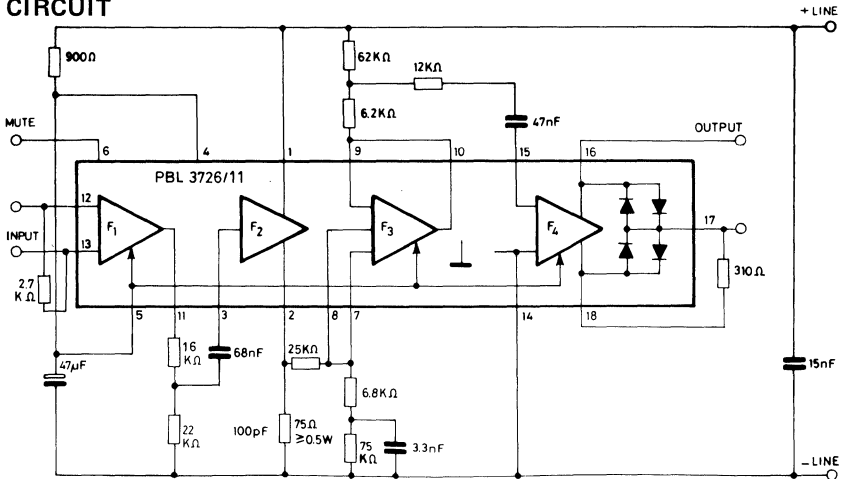 CIRCUIT
+ LINE
900Ω
62KΩ
12KΩ
6.2KΩ
47nF
MUTE
OUTPUT
6
4
1
9
10
15
16
PBL 3726/11
12
F1
F2
F3
F4
17
INPUT
13
2.7
KΩ
310Ω
5
11
3
2
8
7
14
18
47µF
16
KΩ
68nF
25KΩ
15nF
6.8KΩ
22
KΩ
100pF
75Ω
≥0.5W
75
KΩ
3.3nF
– LINE